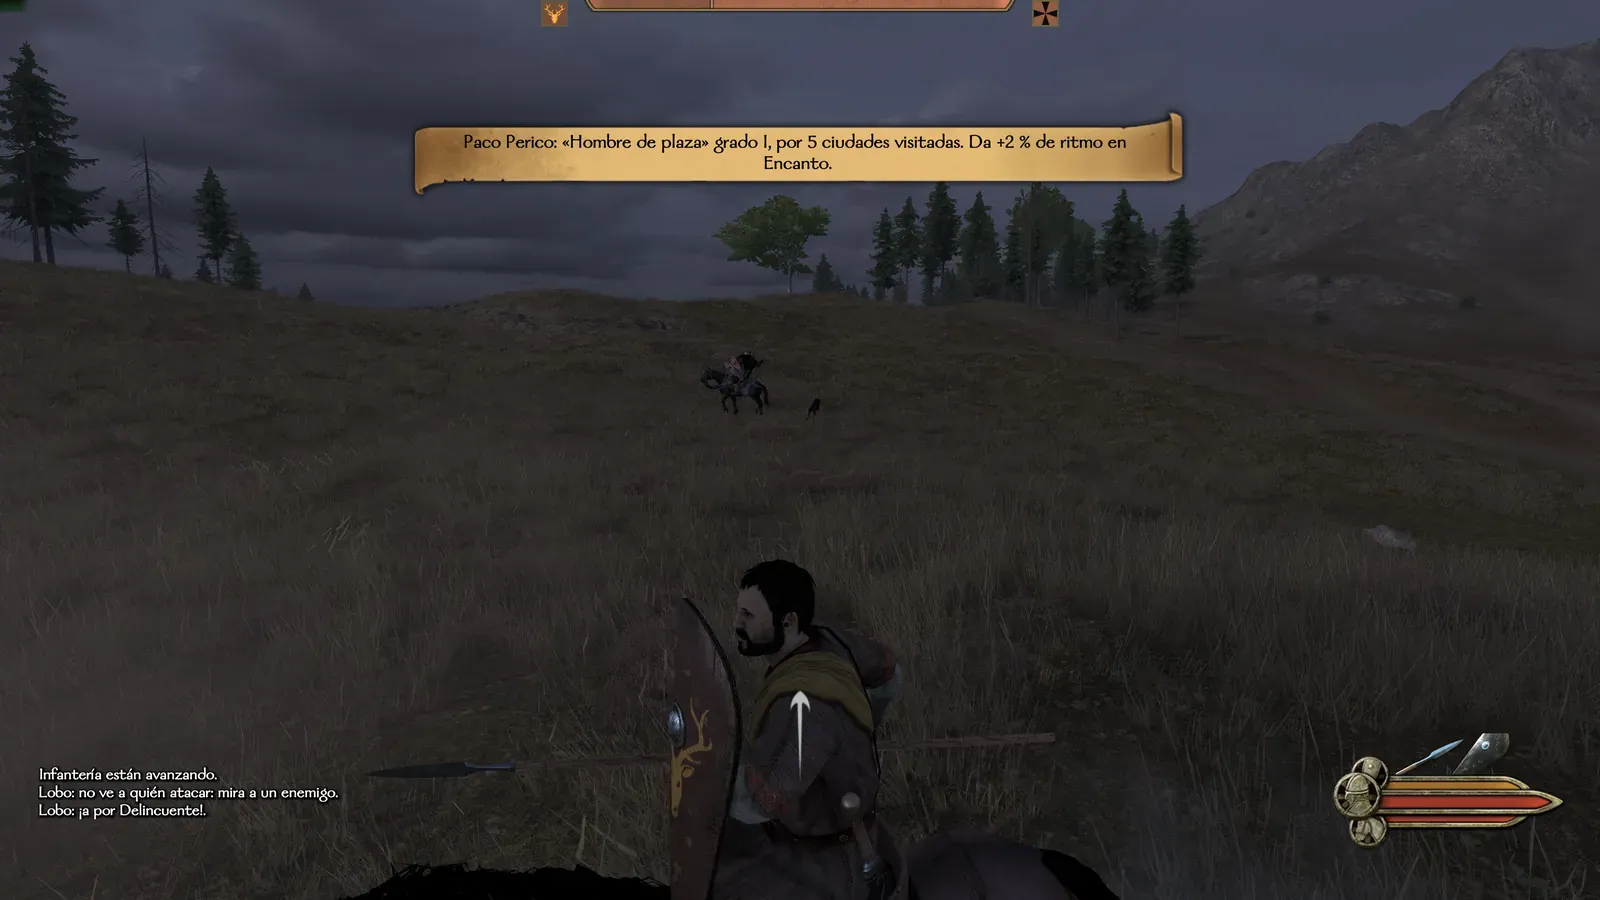 Paco Perico: «Hombre de plaza» grado I, por 5 ciudades visitadas. Da +2 % de ritmo en
Encanto.
Infantería están avanzando.
Lobo: no ve a quién atacar: mira a un enemigo.
Lobo: ¡a por Delincuente!.